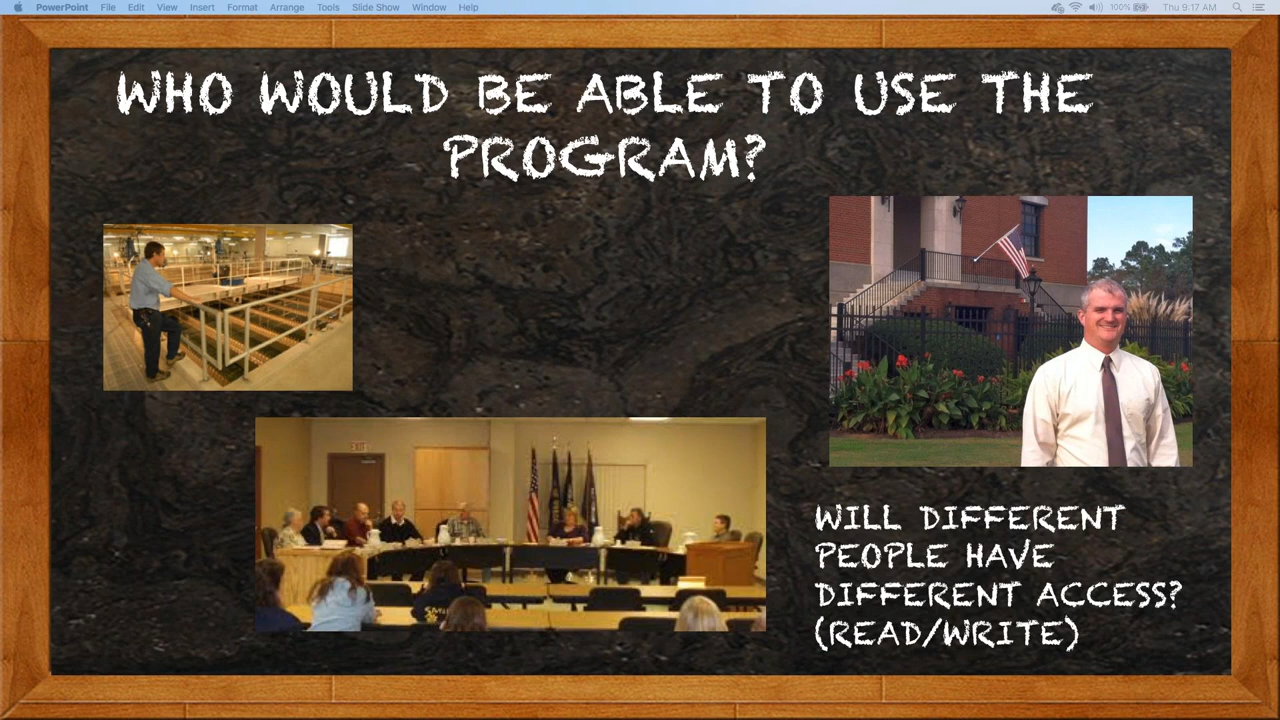 PowerPoint File Edit View Insert Format Arrange Tools Slide Show Window Help 100% Thu 9:17 AM
WHO WOULD BE ABLE TO USE THE
PROGRAM?
EXIT
WILL DIFFERENT
PEOPLE HAVE
DIFFERENT ACCESS?
(READ/WRITE)